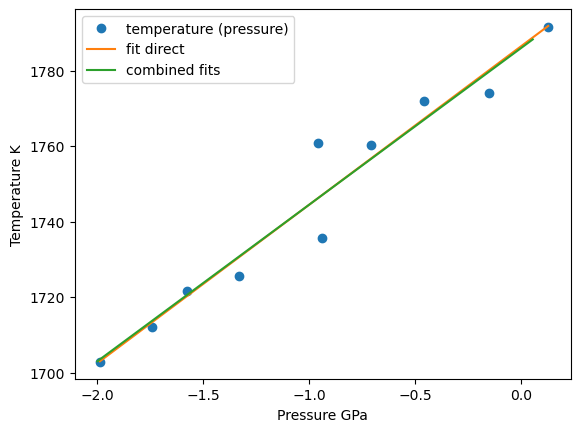 temperature (pressure)
fit direct
combined fits
1780
1760
1740
1720
1700
Temperature K
−2.0
−1.5
−1.0
−0.5
0.0
Pressure GPa